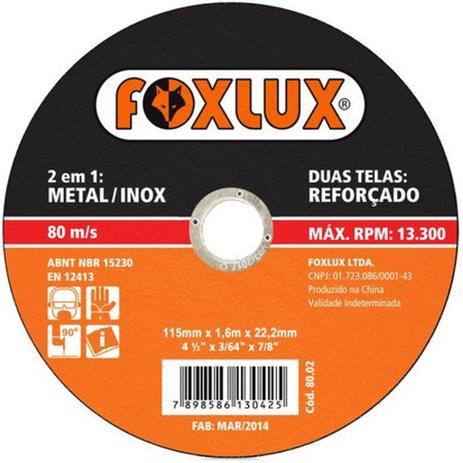 FOXLUX®
2 em 1:
METAL/INOX
DUAS TELAS:
REFORÇADO
80 m/s
MÁX. RPM: 13.300
ABNT NBR 15230
EN 12413
FOXLUX LTDA.
CNPJ: 01.723.086/0001-43
Produzido na China
Validade Indeterminada
90°
115mm x 1,6m x 22,2mm
4 ½" x 3/64" x 7/8"
7 898586 130425
Cód. 80.02
FAB: MAR/2014